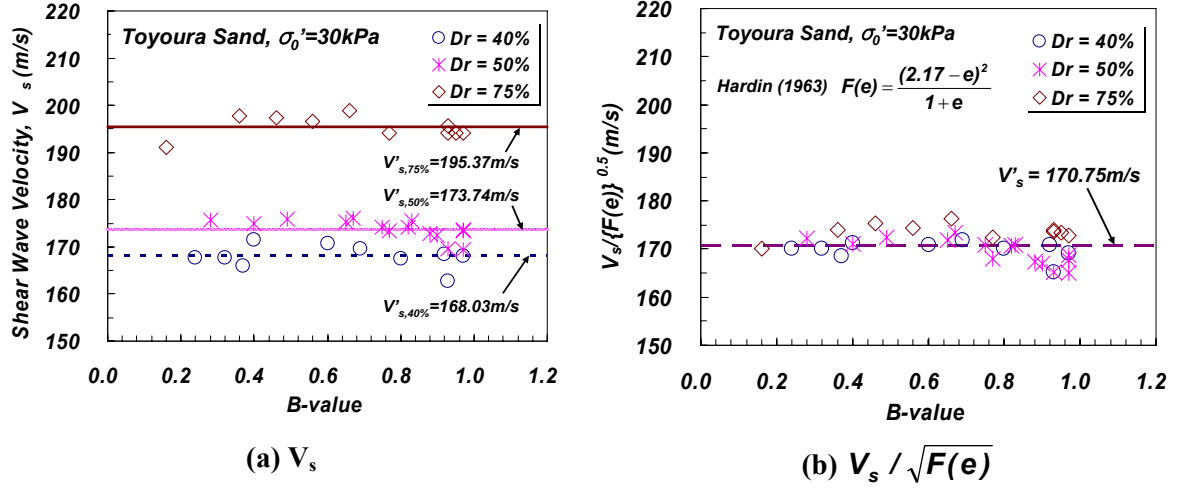 220
210
200
190
180
170
160
150
Shear Wave Velocity, V s (m/s)
Toyoura Sand, σ0'=30kPa
Dr = 40%
Dr = 50%
Dr = 75%
V's,75%=195.37m/s
V's,50%=173.74m/s
V's,40%=168.03m/s
0.0 0.2 0.4 0.6 0.8 1.0 1.2
B-value
(a) Vs
220
210
200
190
180
170
160
150
Vs/{F(e)} 0.5 (m/s)
Toyoura Sand, σ0'=30kPa
Hardin (1963) F(e) = (2.17 – e)² / 1 + e
Dr = 40%
Dr = 50%
Dr = 75%
V's = 170.75m/s
0.0 0.2 0.4 0.6 0.8 1.0 1.2
B-value
(b) Vs / √F(e)